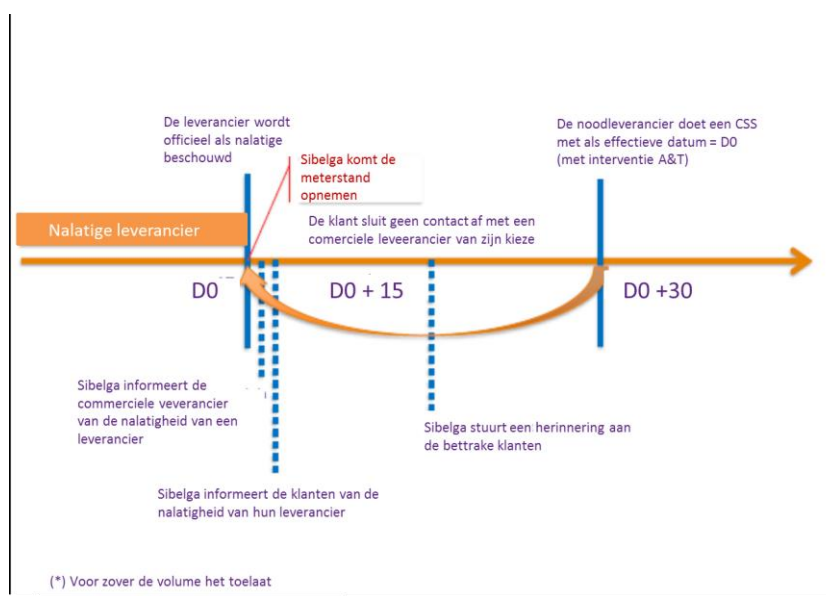 De leverancier wordt
officieel als nalatige
beschouwd
De noodleverancier doet een CSS
met als effectieve datum = D0
(met interventie A&T)
Sibelga komt de
meterstand
opnemen
De klant sluit geen contact af met een
comerciele leveerancier van zijn kieze
Nalatige leverancier
D0
D0 + 15
D0 +30
Sibelga informeert de
commerciele veverancier
van de nalatigheid van een
leverancier
Sibelga stuurt een herinnering aan
de bettrake klanten
Sibelga informeert de klanten van de
nalatigheid van hun leverancier
(*) Voor zover de volume het toelaat